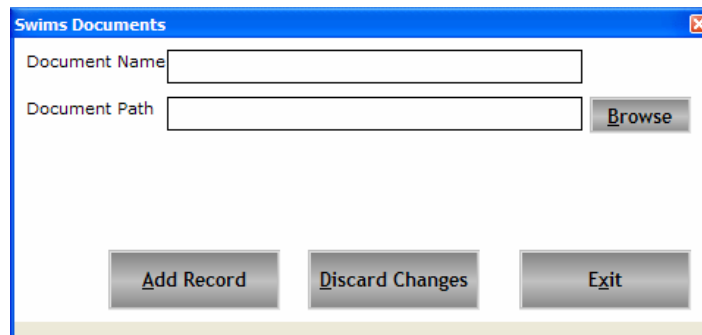 Swims Documents
Document Name
Document Path
Browse
Add Record Discard Changes Exit